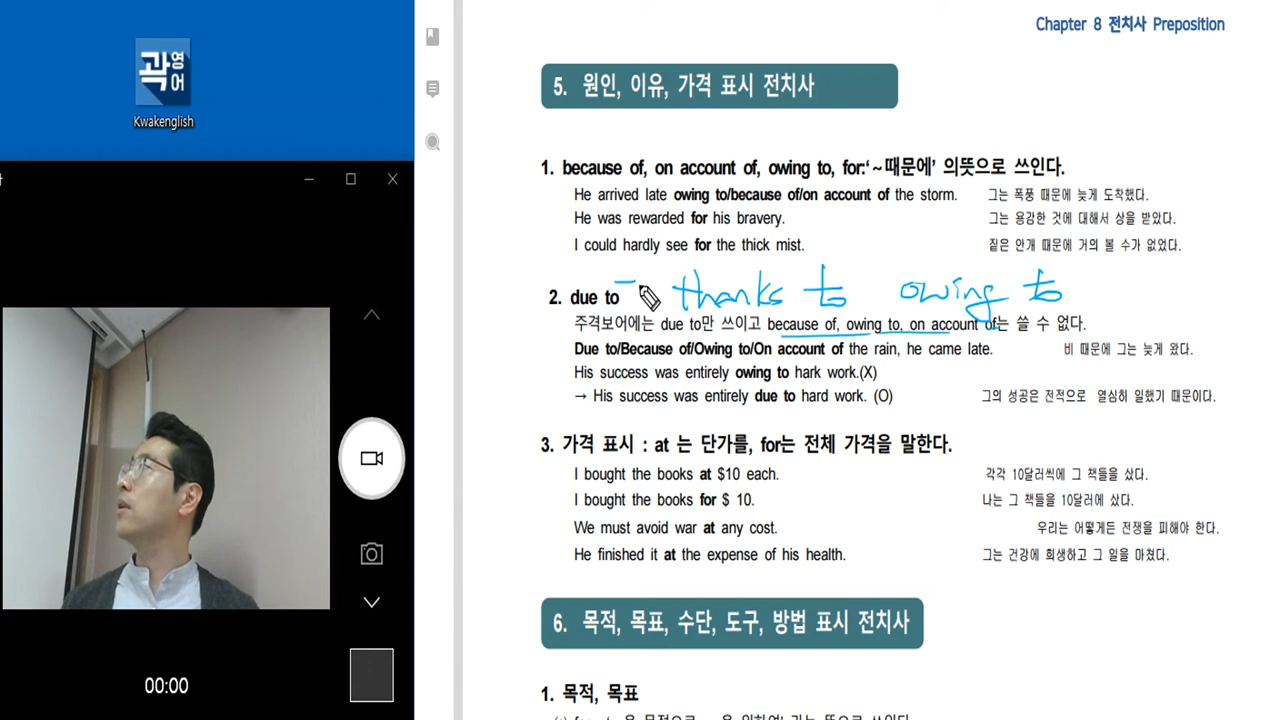 Chapter 8 전치사 Preposition
곽영어
Kwakenglish
00:00
5. 원인, 이유, 가격 표시 전치사
1. because of, on account of, owing to, for:‘~때문에’ 의뜻으로 쓰인다.
He arrived late owing to/because of/on account of the storm. 그는 폭풍 때문에 늦게 도착했다.
He was rewarded for his bravery. 그는 용감한 것에 대해서 상을 받았다.
I could hardly see for the thick mist. 짙은 안개 때문에 거의 볼 수가 없었다.
2. due to thanks to owing to
주격보어에는 due to만 쓰이고 because of, owing to, on account of는 쓸 수 없다.
Due to/Because of/Owing to/On account of the rain, he came late. 비 때문에 그는 늦게 왔다.
His success was entirely owing to hark work.(X)
→ His success was entirely due to hard work. (O) 그의 성공은 전적으로 열심히 일했기 때문이다.
3. 가격 표시 : at 는 단가를, for는 전체 가격을 말한다.
I bought the books at $10 each. 각각 10달러씩에 그 책들을 샀다.
I bought the books for $ 10. 나는 그 책들을 10달러에 샀다.
We must avoid war at any cost. 우리는 어떻게든 전쟁을 피해야 한다.
He finished it at the expense of his health. 그는 건강에 희생하고 그 일을 마쳤다.
6. 목적, 목표, 수단, 도구, 방법 표시 전치사
1. 목적, 목표